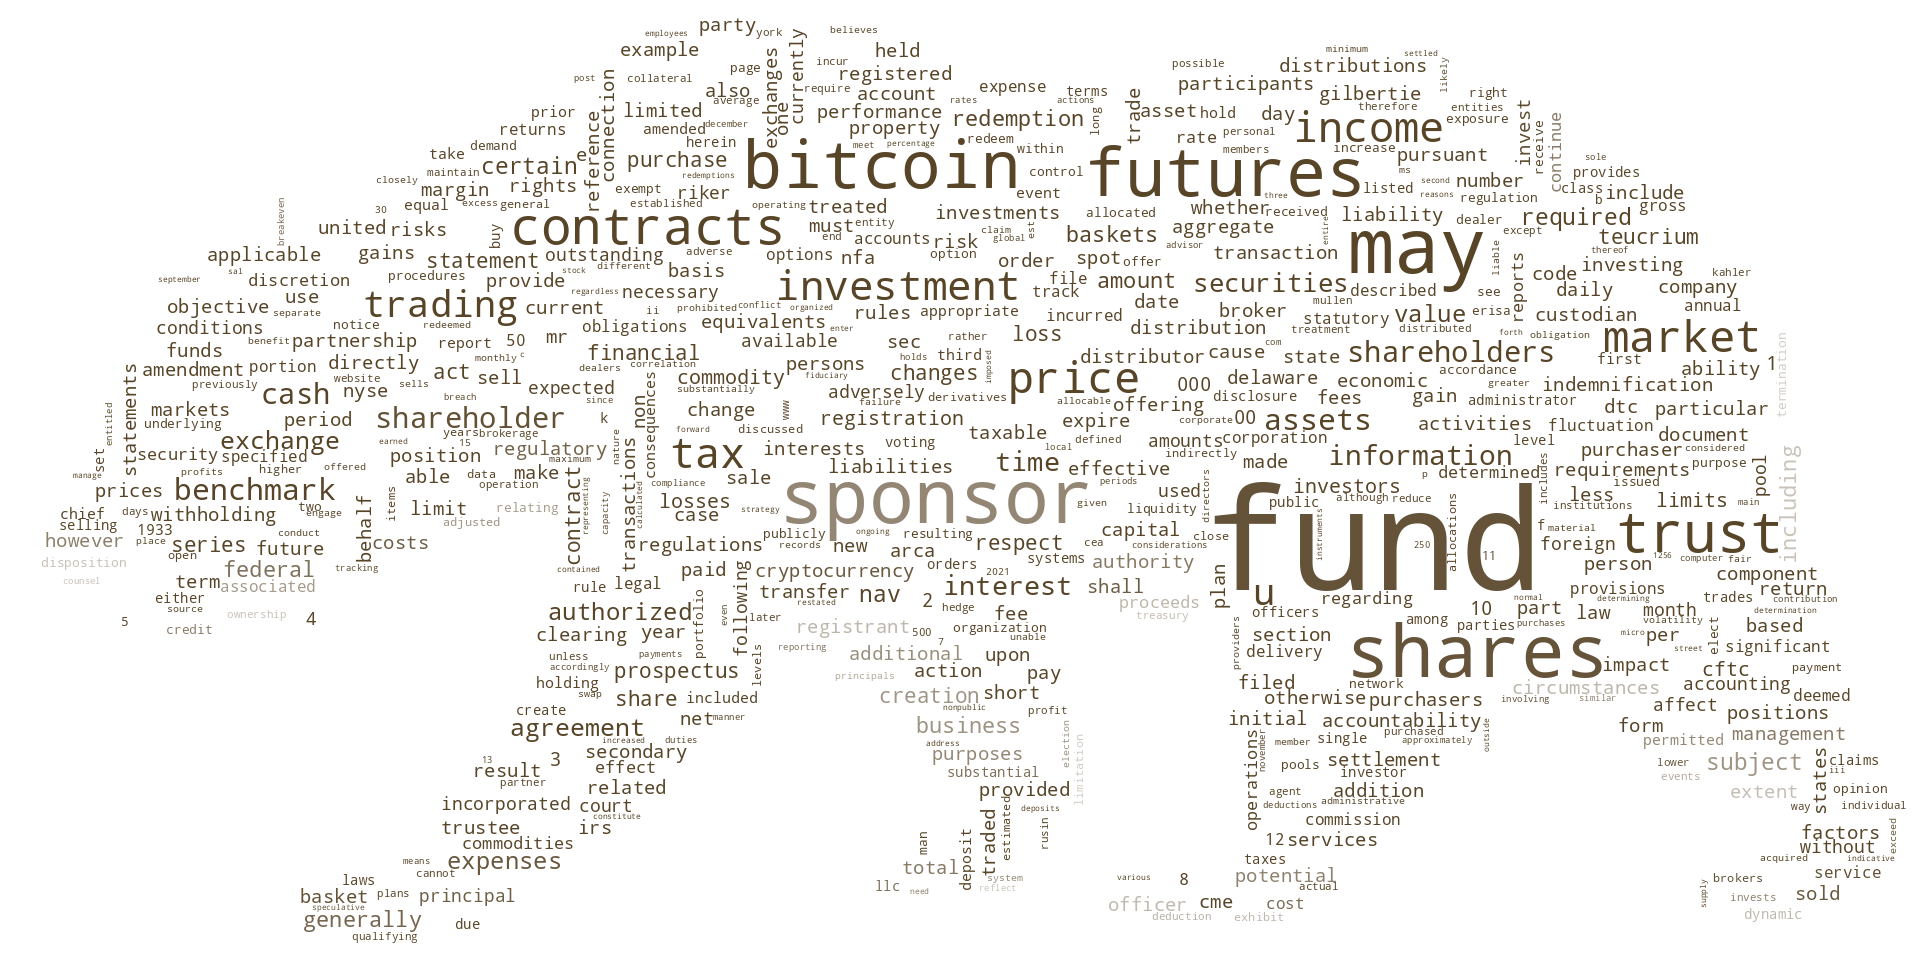 employees
party
york
believes
example
exchanges
currently
held
minimum
settled
post
collateral
page
incur
registered
possible
distributions
likely
connection
also
average
one
require
account
expense
rates
terms
actions
participants
gilbertie
therefore
right
entities
prior
limited
december
performance
redemption
long
trade
asset
hold
day
exposure
returns
reference
amended
property
redeem
rate
personal
income
invest
receive
continue
demand
herein
meet
percentage
within
members
increase
pursuant
sole
take
certain
e
purchase
bitcoin
control
futures
ms
second
provides
closely
maintain
margin
rights
exempt
redemptions
riker
event
three
listed
reasons
number
regulation
class
b
include
30
equal
excess
general
established
operating
treated
investments
allocated
whether
received
liability
dealer
except
required
gross
breakeven
united
risks
buy
contracts
must
entity
claim
global
est
baskets
aggregate
entire
may
teucrium
applicable
gains
statement
outstanding
adverse
end
accounts
risk
option
order
spot
advisor
offer
transaction
liable
thereof
september
sal
discretion
procedures
provide
stock
different
basis
options
nfa
file
amount
securities
described
see
reports
code
investing
kahler
objective
use
separate
trading
current
regardless
necessary
prohibited
conflict
investment
organized
track
date
broker
mullen
statutory
value
erisa
daily
company
annual
conditions
notice
redeemed
ii
obligations
equivalents
enter
rules
appropriate
incurred
distribution
treatment
distributed
forth
obligation
custodian
market
termination
funds
benefit
partnership
report
50
mr
available
sec
rather
loss
com
amendment
portion
directly
monthly
c
financial
correlation
persons
holds
third
imposed
distributor
cause
state
shareholders
accordance
first
ability
1
statements
previously
website
act
sell
dealers
commodity
fiduciary
changes
price
000
delaware
economic
greater
indemnification
entitled
markets
cash
nyse
sells
expected
since
non
consequences
substantially
adversely
failure
derivatives
allocable
offering
disclosure
fees
gain
administrator
dtc
particular
underlying
period
shareholder
breach
k
change
www
registration
expire
corporate
00
assets
activities
fluctuation
set
security
exchange
earned
years
15
brokerage
nature
forward
discussed
voting
taxable
defined
amounts
corporation
level
document
including
manage
specified
position
regulatory
maximum
tax
interests
local
indirectly
information
purchaser
considered
profits
higher
offered
able
data
make
transactions
compliance
sale
liabilities
time
effective
made
determined
includes
requirements
purpose
pool
prices
benchmark
operation
contract
calculated
losses
sponsor
periods
used
directors
investors
p
issued
chief
days
withholding
two
engage
behalf
items
limit
relating
representing
capacity
case
strategy
given
liquidity
public
although
reduce
less
institutions
limits
main
selling
1933
conduct
adjusted
ongoing
resulting
capital
fund
allocations
f
material
trust
however
place
series
future
costs
regulations
publicly
records
new
arca
respect
close
considerations
instruments
250
11
foreign
1256
computer
fair
disposition
open
federal
tracking
contained
rule
legal
paid
cryptocurrency
orders
2021
systems
cea
authority
plan
person
component
counsel
term
associated
following
transfer
nav
interest
shall
u
regarding
normal
provisions
determining
trades
return
contribution
either
source
ownership
4
authorized
portfolio
even
restated
later
2
hedge
fee
proceeds
treasury
officers
10
part
law
month
determination
5
credit
clearing
year
registrant
500
organization
unable
providers
section
among
parties
purchases
micro
per
volatility
elect
based
unless
payments
reporting
7
additional
upon
delivery
shares
street
significant
accordingly
prospectus
levels
principals
action
pay
filed
network
impact
cftc
payment
holding
swap
share
included
creation
short
otherwise
purchasers
involving
circumstances
similar
accounting
deemed
create
net
manner
nonpublic
profit
initial
accountability
outside
affect
positions
agreement
business
election
limitation
purchased
form
increased
duties
address
november
member
single
approximately
permitted
management
13
3
secondary
purposes
operations
pools
settlement
lower
subject
states
claims
result
partner
effect
substantial
investor
events
iii
related
provided
agent
addition
extent
opinion
incorporated
court
constitute
deposits
deductions
administrative
way
individual
trustee
irs
man
traded
estimated
rusin
commission
factors
exceed
commodities
12
services
without
means
expenses
deposit
taxes
acquired
indicative
laws
cannot
total
system
various
8
potential
actual
supply
brokers
service
basket
plans
principal
llc
need
reflect
invests
sold
speculative
officer
cme
cost
generally
due
deduction
exhibit
dynamic
qualifying